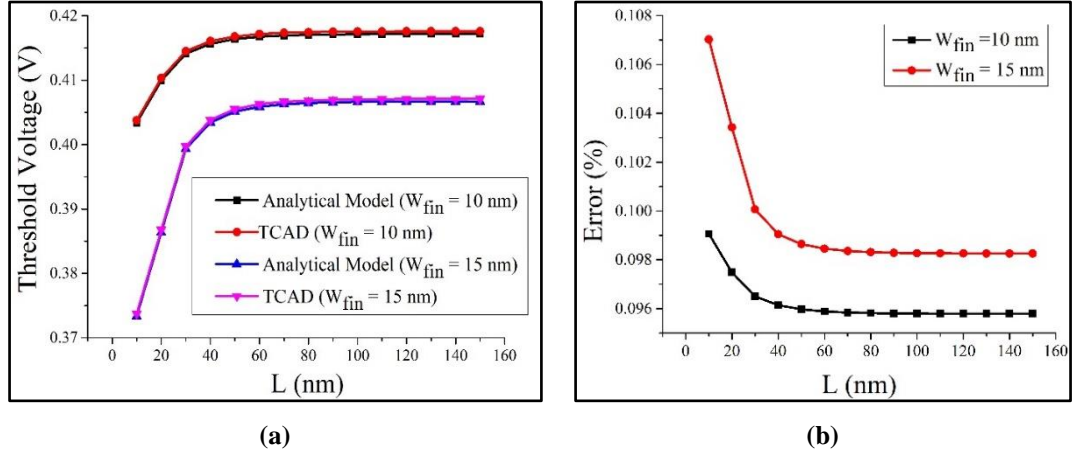 0.42
0.41
0.40
0.39
0.38
0.37
Threshold Voltage (V)
Analytical Model (Wfin = 10 nm)
TCAD (Wfin = 10 nm)
Analytical Model (Wfin = 15 nm)
TCAD (Wfin = 15 nm)
0 20 40 60 80 100 120 140 160
L (nm)
(a)
0.108
0.106
0.104
0.102
0.100
0.098
0.096
Error (%)
Wfin =10 nm
Wfin = 15 nm
0 20 40 60 80 100 120 140 160
L (nm)
(b)